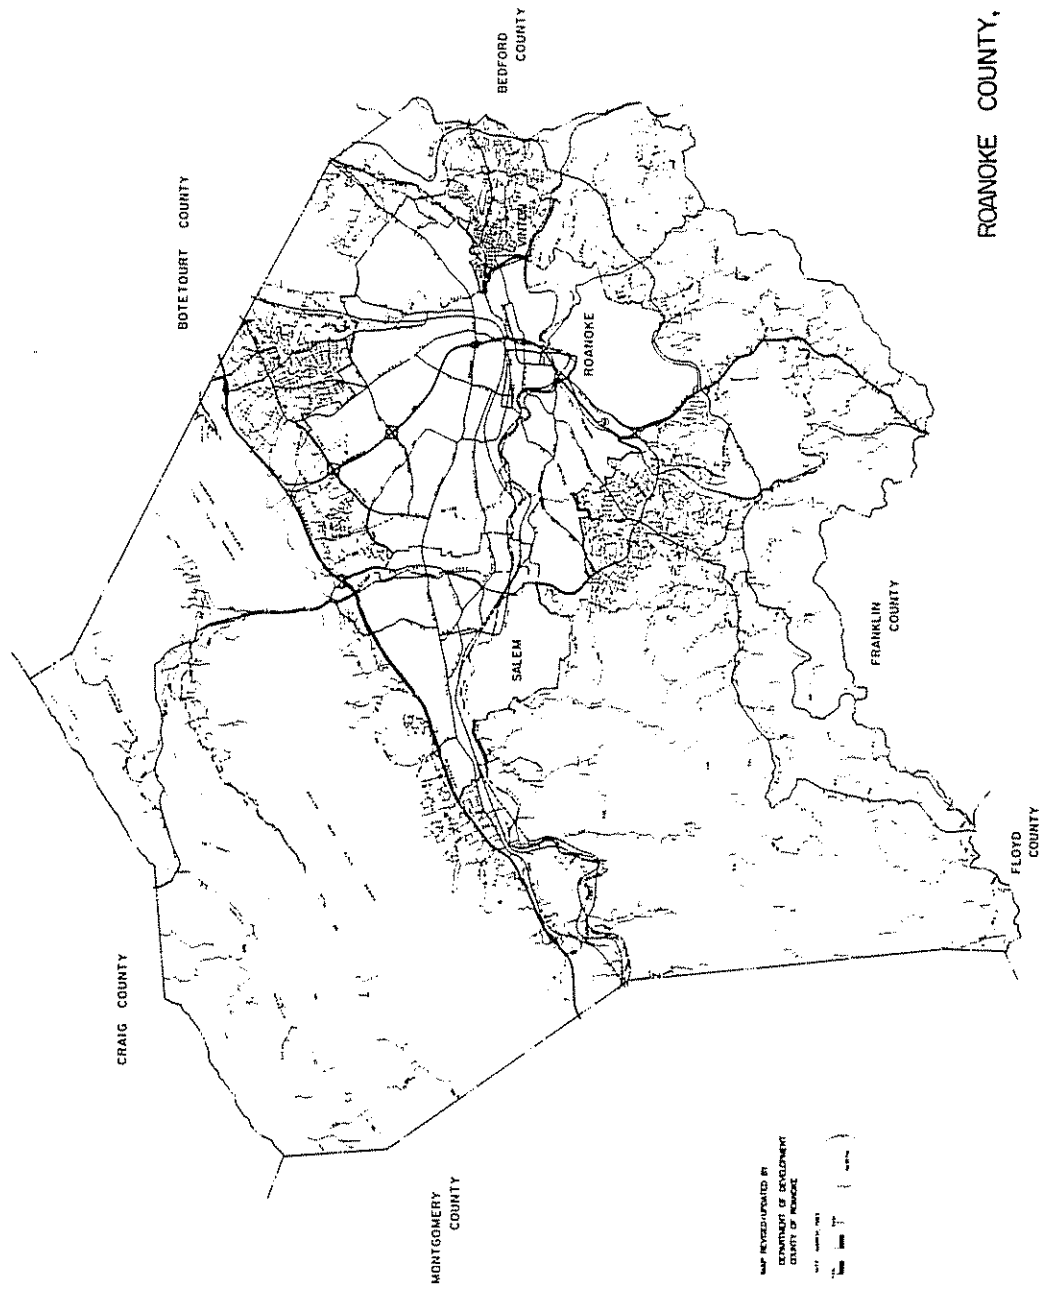 CRAIG COUNTY
BOTETOURT COUNTY
BEDFORD
COUNTY
MONTGOMERY
COUNTY
SALEM
VINTON
ROANOKE
FRANKLIN
COUNTY
FLOYD
COUNTY
MAP REVISED/UPDATED BY
DEPARTMENT OF DEVELOPMENT
COUNTY OF ROANOKE
ROANOKE COUNTY,